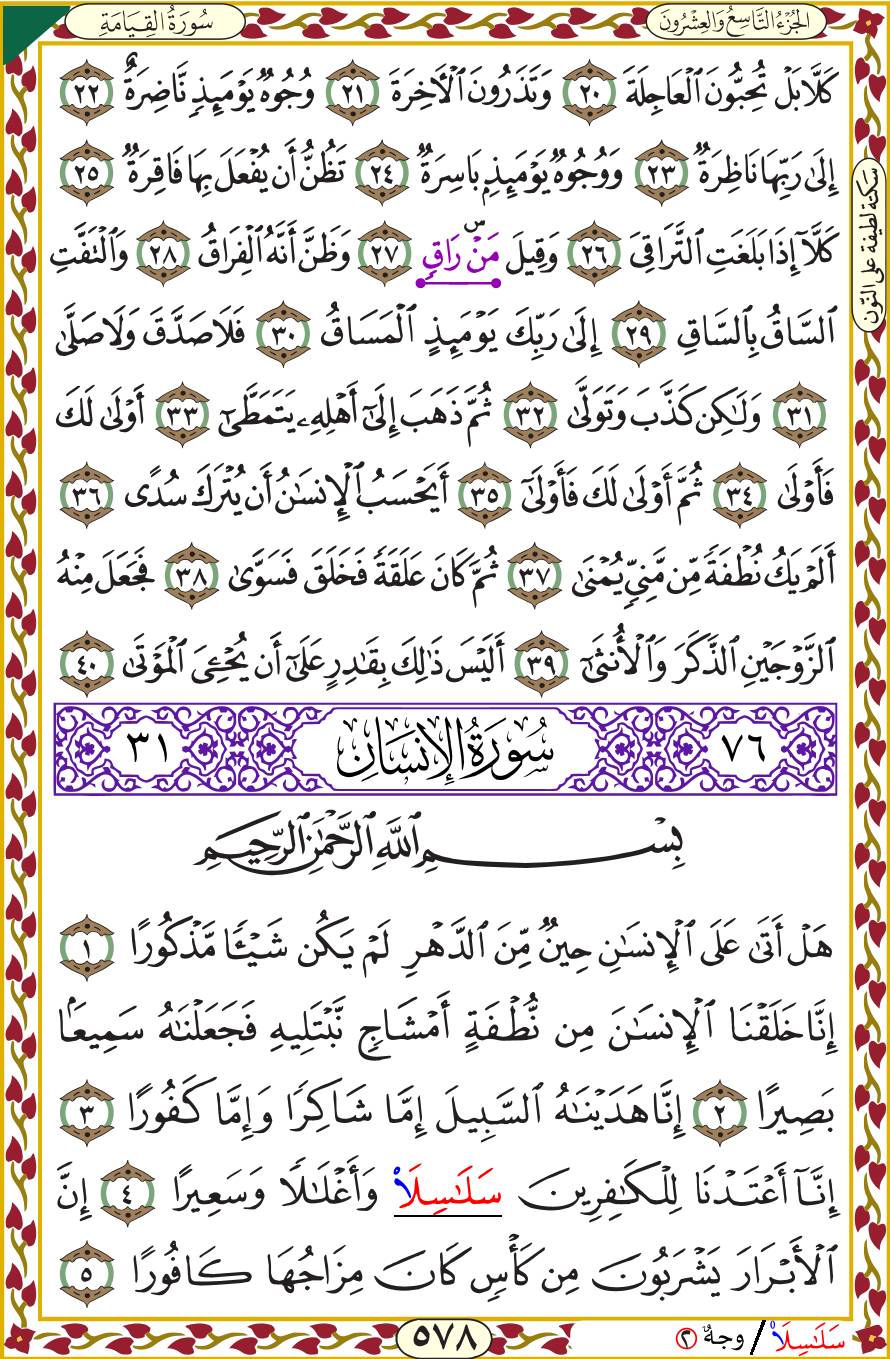 الجُزْءُ التَّاسِعُ وَالعِشْرُونَ
سُورَةُ القِيَامَةِ
كَلَّا بَلْ تُحِبُّونَ ٱلْعَاجِلَةَ ٢٠ وَتَذَرُونَ ٱلْأَخِرَةَ ٢١ وُجُوهٌ يَوْمَئِذٍ نَّاضِرَةٌ ٢٢
إِلَىٰ رَبِّهَا نَاظِرَةٌ ٢٣ وَوُجُوهٌ يَوْمَئِذٍ بَاسِرَةٌ ٢٤ تَظُنُّ أَن يُفْعَلَ بِهَا فَاقِرَةٌ ٢٥
كَلَّآ إِذَا بَلَغَتِ ٱلتَّرَاقِيَ ٢٦ وَقِيلَ مَنْ ۜ رَاقٍ ٢٧ وَظَنَّ أَنَّهُ ٱلْفِرَاقُ ٢٨ وَٱلْتَفَّتِ
سكتة لطيفة على النّون
ٱلسَّاقُ بِٱلسَّاقِ ٢٩ إِلَىٰ رَبِّكَ يَوْمَئِذٍ ٱلْمَسَاقُ ٣٠ فَلَا صَدَّقَ وَلَا صَلَّىٰ
٣١ وَلَٰكِن كَذَّبَ وَتَوَلَّىٰ ٣٢ ثُمَّ ذَهَبَ إِلَىٰٓ أَهْلِهِۦ يَتَمَطَّىٰٓ ٣٣ أَوْلَىٰ لَكَ
فَأَوْلَىٰ ٣٤ ثُمَّ أَوْلَىٰ لَكَ فَأَوْلَىٰٓ ٣٥ أَيَحْسَبُ ٱلْإِنسَٰنُ أَن يُتْرَكَ سُدًى ٣٦
أَلَمْ يَكُ نُطْفَةً مِّن مَّنِيٍّ يُمْنَىٰ ٣٧ ثُمَّ كَانَ عَلَقَةً فَخَلَقَ فَسَوَّىٰ ٣٨ فَجَعَلَ مِنْهُ
ٱلزَّوْجَيْنِ ٱلذَّكَرَ وَٱلْأُنثَىٰٓ ٣٩ أَلَيْسَ ذَٰلِكَ بِقَٰدِرٍ عَلَىٰٓ أَن يُحْۦِيَ ٱلْمَوْتَىٰ ٤٠
٧٦ سُورَةُ الإِنسَانِ ٣١
بِسْمِ ٱللَّهِ ٱلرَّحْمَٰنِ ٱلرَّحِيمِ
هَلْ أَتَىٰ عَلَى ٱلْإِنسَٰنِ حِينٌ مِّنَ ٱلدَّهْرِ لَمْ يَكُن شَيْـًٔا مَّذْكُورًا ١
إِنَّا خَلَقْنَا ٱلْإِنسَٰنَ مِن نُّطْفَةٍ أَمْشَاجٍ نَّبْتَلِيهِ فَجَعَلْنَٰهُ سَمِيعًۢا
بَصِيرًا ٢ إِنَّا هَدَيْنَٰهُ ٱلسَّبِيلَ إِمَّا شَاكِرًا وَإِمَّا كَفُورًا ٣
إِنَّآ أَعْتَدْنَا لِلْكَٰفِرِينَ سَلَٰسِلَا۟ وَأَغْلَٰلًا وَسَعِيرًا ٤ إِنَّ
ٱلْأَبْرَارَ يَشْرَبُونَ مِن كَأْسٍ كَانَ مِزَاجُهَا كَافُورًا ٥
٥٧٨
سَلَٰسِلَا۟ / وجهٌ ٢